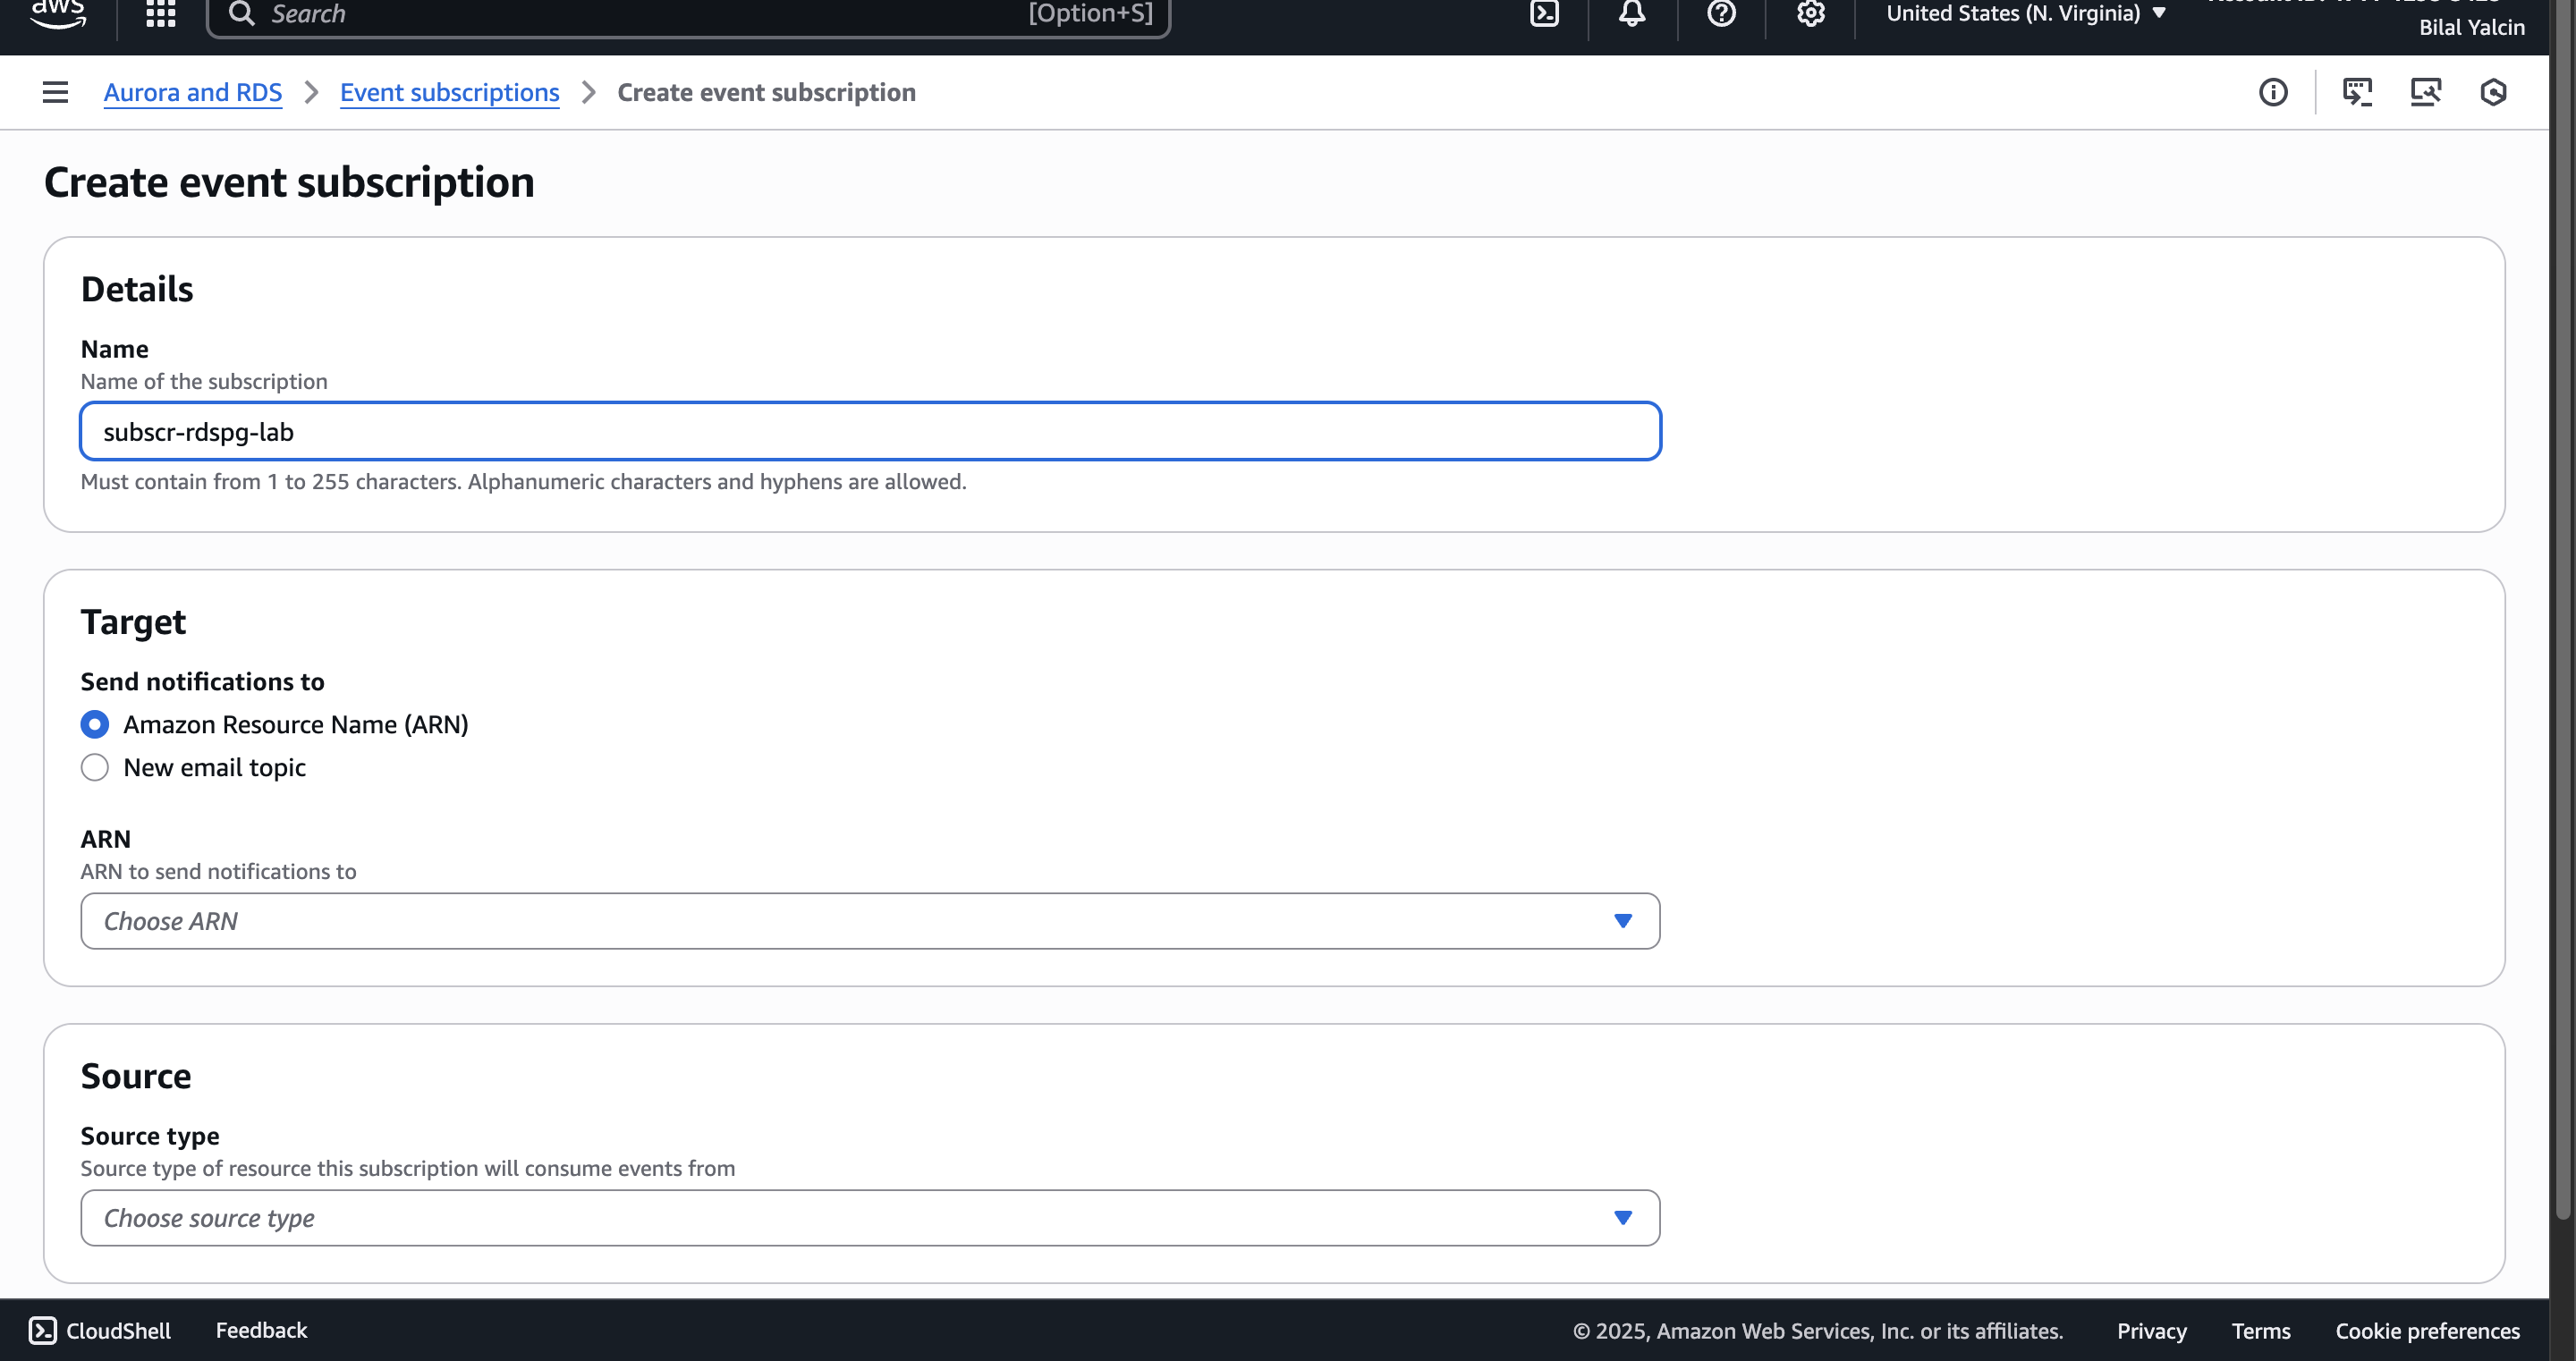 aws
Search [Option+S] United States (N. Virginia)
Bilal Yalcin
Aurora and RDS Event subscriptions Create event subscription
Create event subscription
Details
Name
Name of the subscription
subscr-rdspg-lab
Must contain from 1 to 255 characters. Alphanumeric characters and hyphens are allowed.
Target
Send notifications to
Amazon Resource Name (ARN)
New email topic
ARN
ARN to send notifications to
Choose ARN
Source
Source type
Source type of resource this subscription will consume events from
Choose source type
CloudShell Feedback © 2025, Amazon Web Services, Inc. or its affiliates. Privacy Terms Cookie preferences